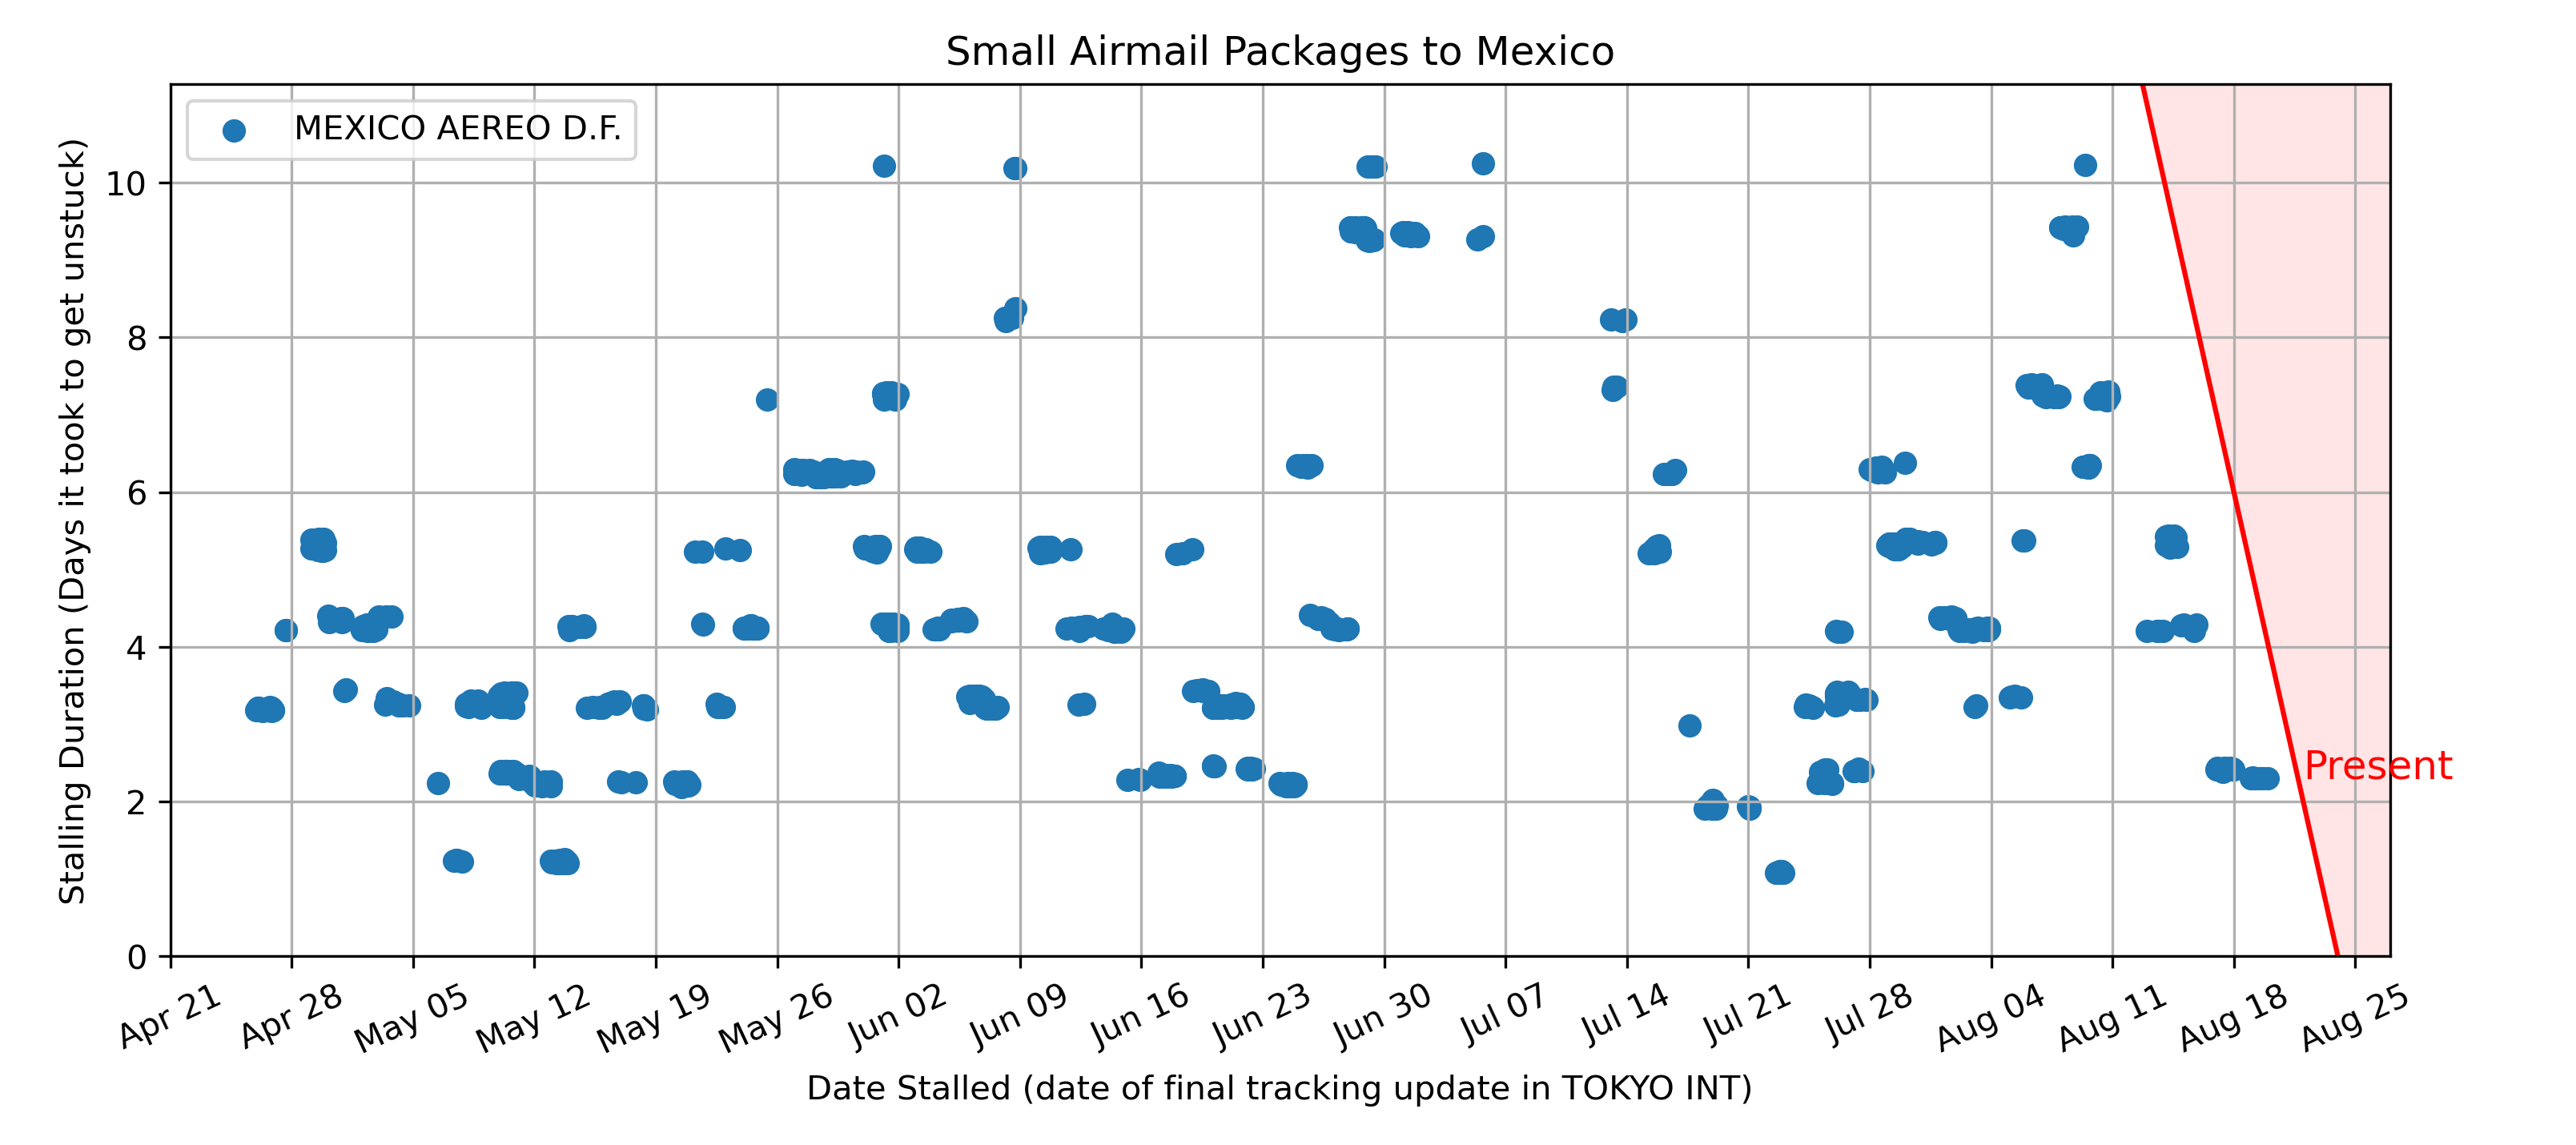 Small Airmail Packages to Mexico
MEXICO AEREO D.F.
Stalling Duration (Days it took to get unstuck)
10
8
6
4
2
0
Present
Apr 21 Apr 28 May 05 May 12 May 19 May 26 Jun 02 Jun 09 Jun 16 Jun 23 Jun 30 Jul 07 Jul 14 Jul 21 Jul 28 Aug 04 Aug 11 Aug 18 Aug 25
Date Stalled (date of final tracking update in TOKYO INT)